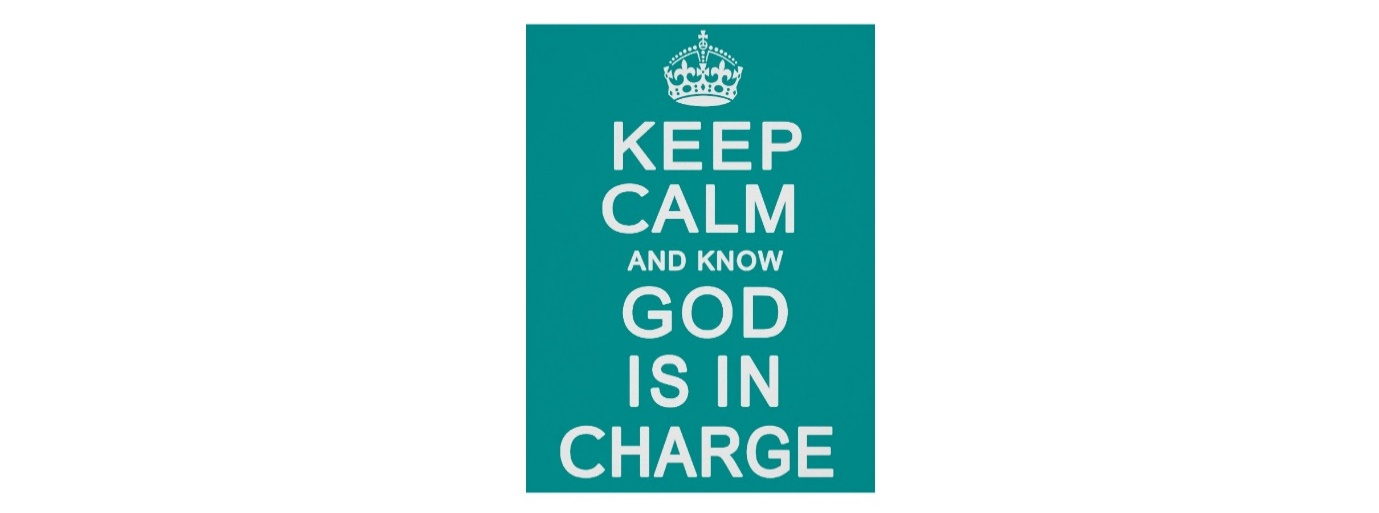 KEEP
CALM
AND KNOW
GOD
IS IN
CHARGE